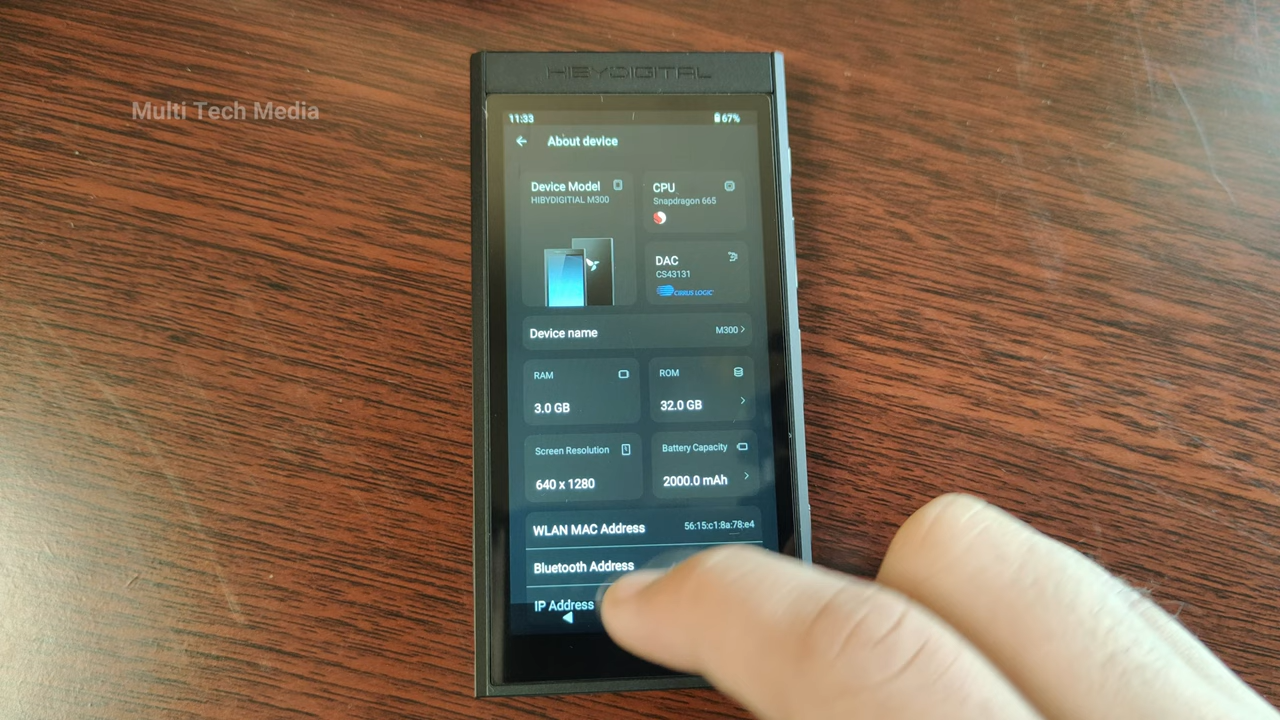 HIEYDIGITAL
Multi Tech Media
11:33
67%
About device
Device Model
HIBYDIGITIAL M300
CPU
Snapdragon 665
DAC
CS43131
CIRRUS LOGIC
Device name
M300
RAM
3.0 GB
ROM
32.0 GB
Screen Resolution
640 x 1280
Battery Capacity
2000.0 mAh
WLAN MAC Address
56:15:c1:8a:78:e4
Bluetooth Address
IP Address